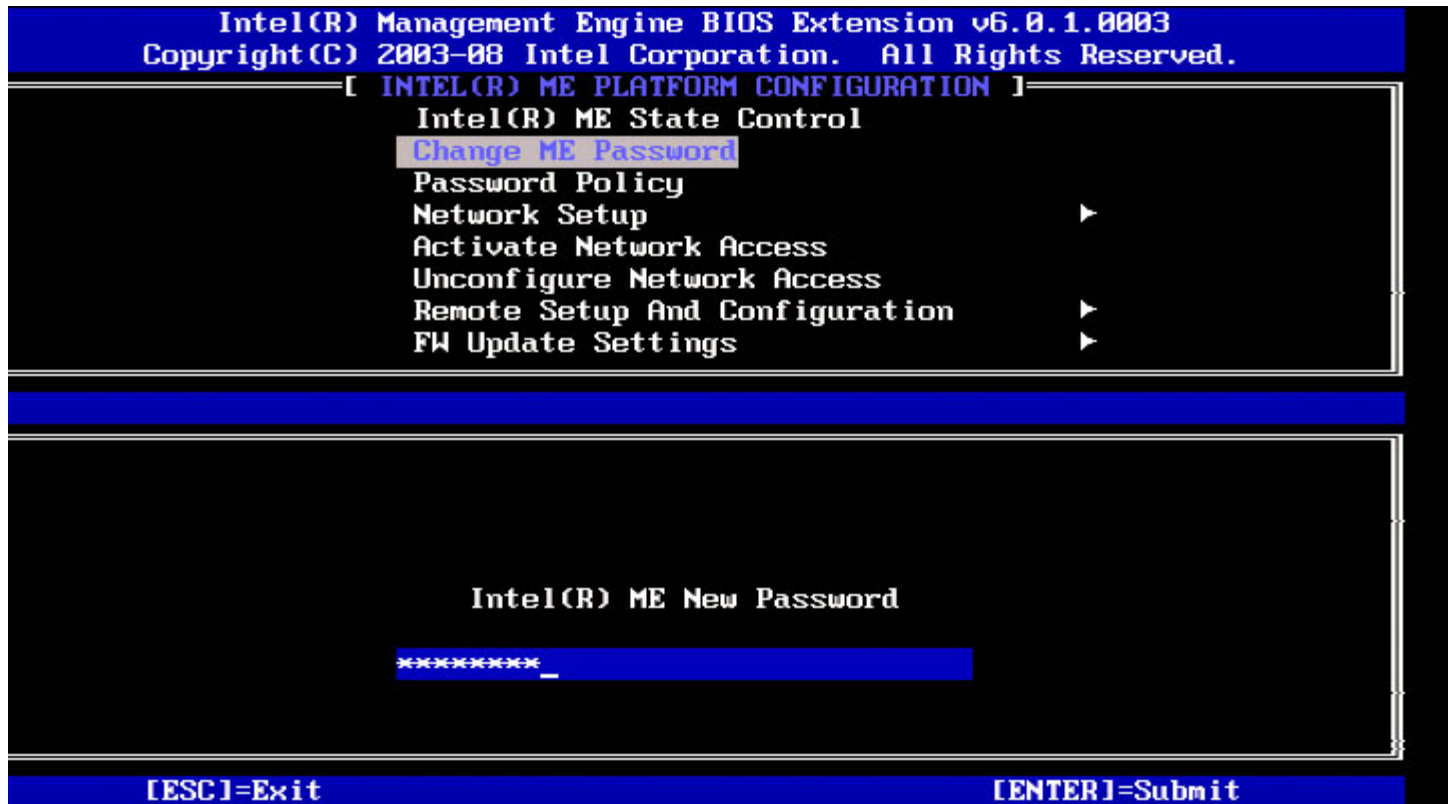 Intel(R) Management Engine BIOS Extension v6.0.1.0003
Copyright(C) 2003-08 Intel Corporation.  All Rights Reserved.
[ INTEL(R) ME PLATFORM CONFIGURATION ]
Intel(R) ME State Control
Change ME Password
Password Policy
Network Setup ►
Activate Network Access
Unconfigure Network Access
Remote Setup And Configuration ►
FW Update Settings ►
Intel(R) ME New Password
********_
[ESC]=Exit [ENTER]=Submit